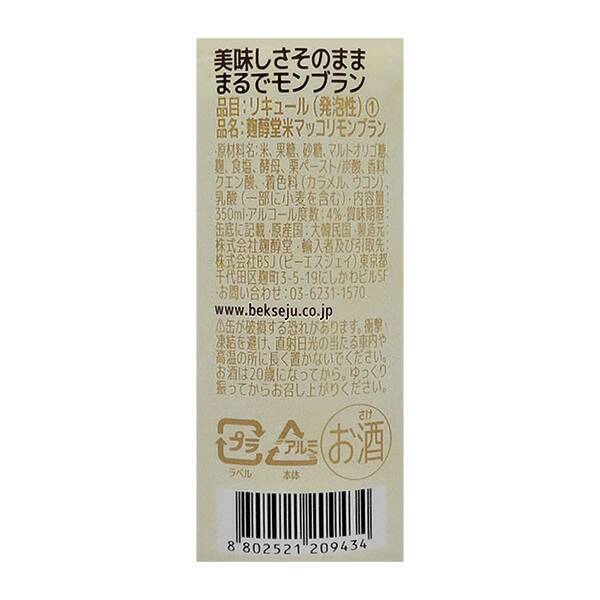 美味しさそのまま
まるでモンブラン
品目：リキュール（発泡性）①
品名：麹醇堂米マッコリモンブラン
・原材料名：米、果糖、砂糖、マルトオリゴ糖、
麹、食塩、酵母、栗ペースト/炭酸、香料、
クエン酸、着色料（カラメル、ウコン）、
乳酸（一部に小麦を含む）・内容量：
350ml・アルコール度数：4%・賞味期限：
缶底に記載・原産国：大韓民国・製造元：
株式会社麹醇堂・輸入者及び引取先：
株式会社BSJ（ビーエスジェイ）東京都
千代田区麹町3-5-19にしかわビル5F
・お問い合わせ：03-6231-1570
www.bekseju.co.jp
⚠缶が破損する恐れがあります。衝撃・
凍結を避け、直射日光の当たる車内や
高温の所に長く置かないでください。
お酒は20歳になってから。ゆっくり
振ってからお召し上がりください。
プラ アルミ さけ お酒
ラベル 本体
8 802521 209434